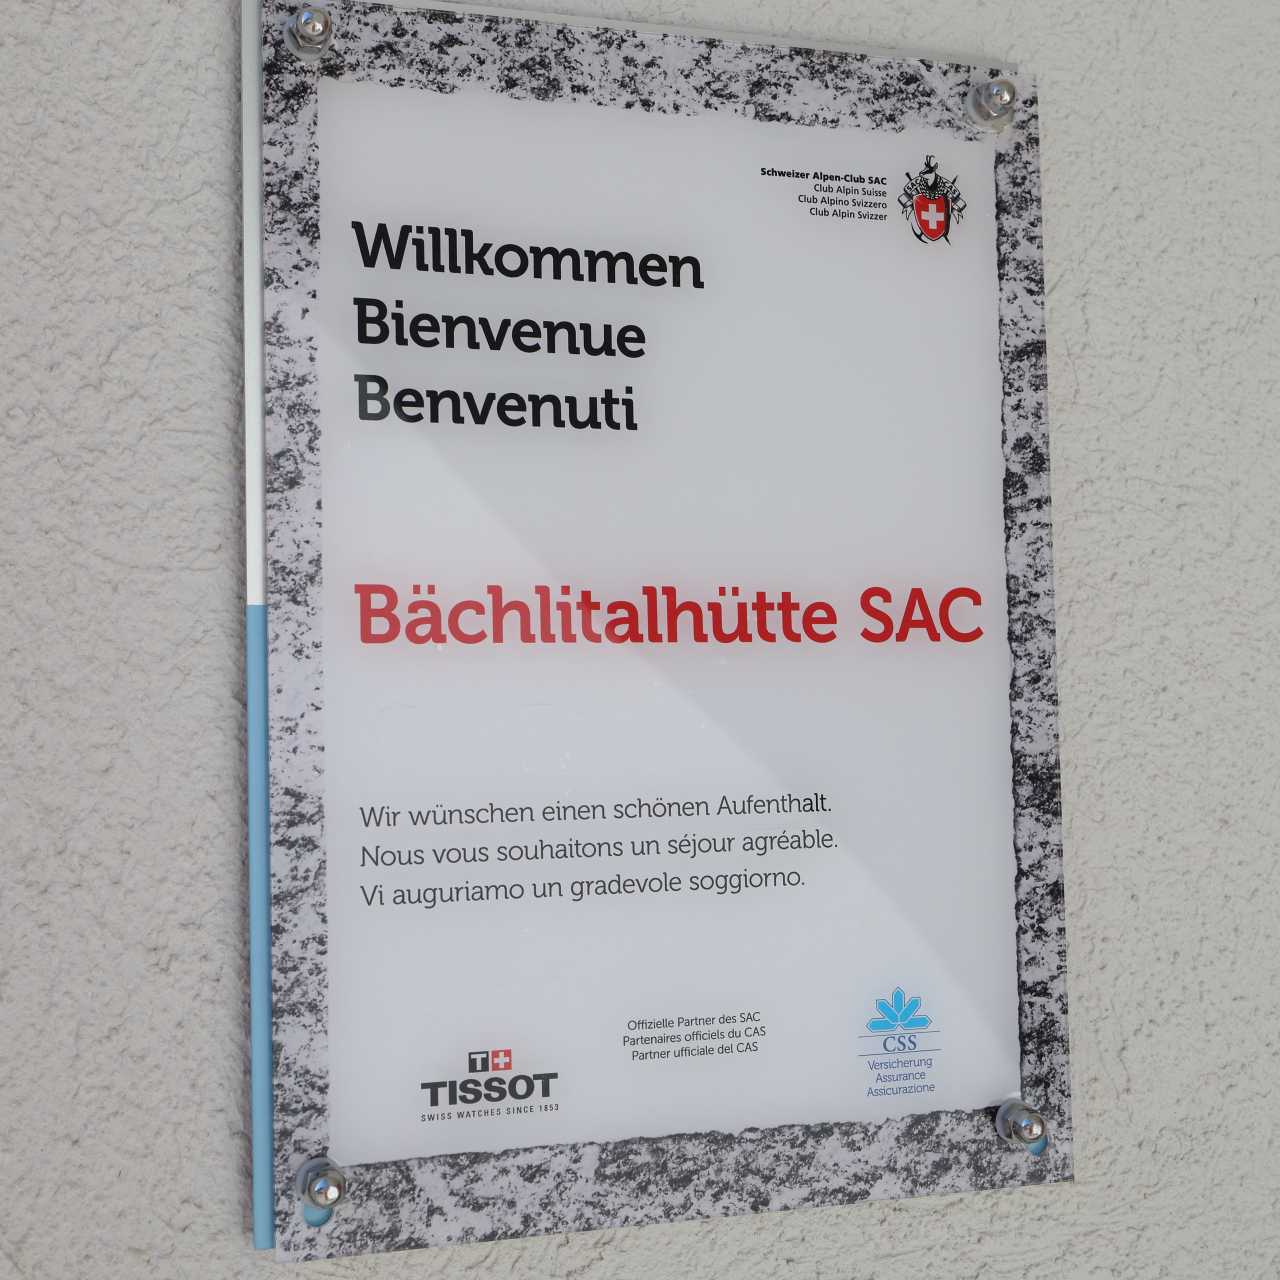 Schweizer Alpen-Club SAC
Club Alpin Suisse
Club Alpino Svizzero
Club Alpin Svizzer
Willkommen
Bienvenue
Benvenuti
Bächlitalhütte SAC
Wir wünschen einen schönen Aufenthalt.
Nous vous souhaitons un séjour agréable.
Vi auguriamo un gradevole soggiorno.
Offizielle Partner des SAC
Partenaires officiels du CAS
Partner ufficiale del CAS
T+
TISSOT
SWISS WATCHES SINCE 1853
CSS
Versicherung
Assurance
Assicurazione